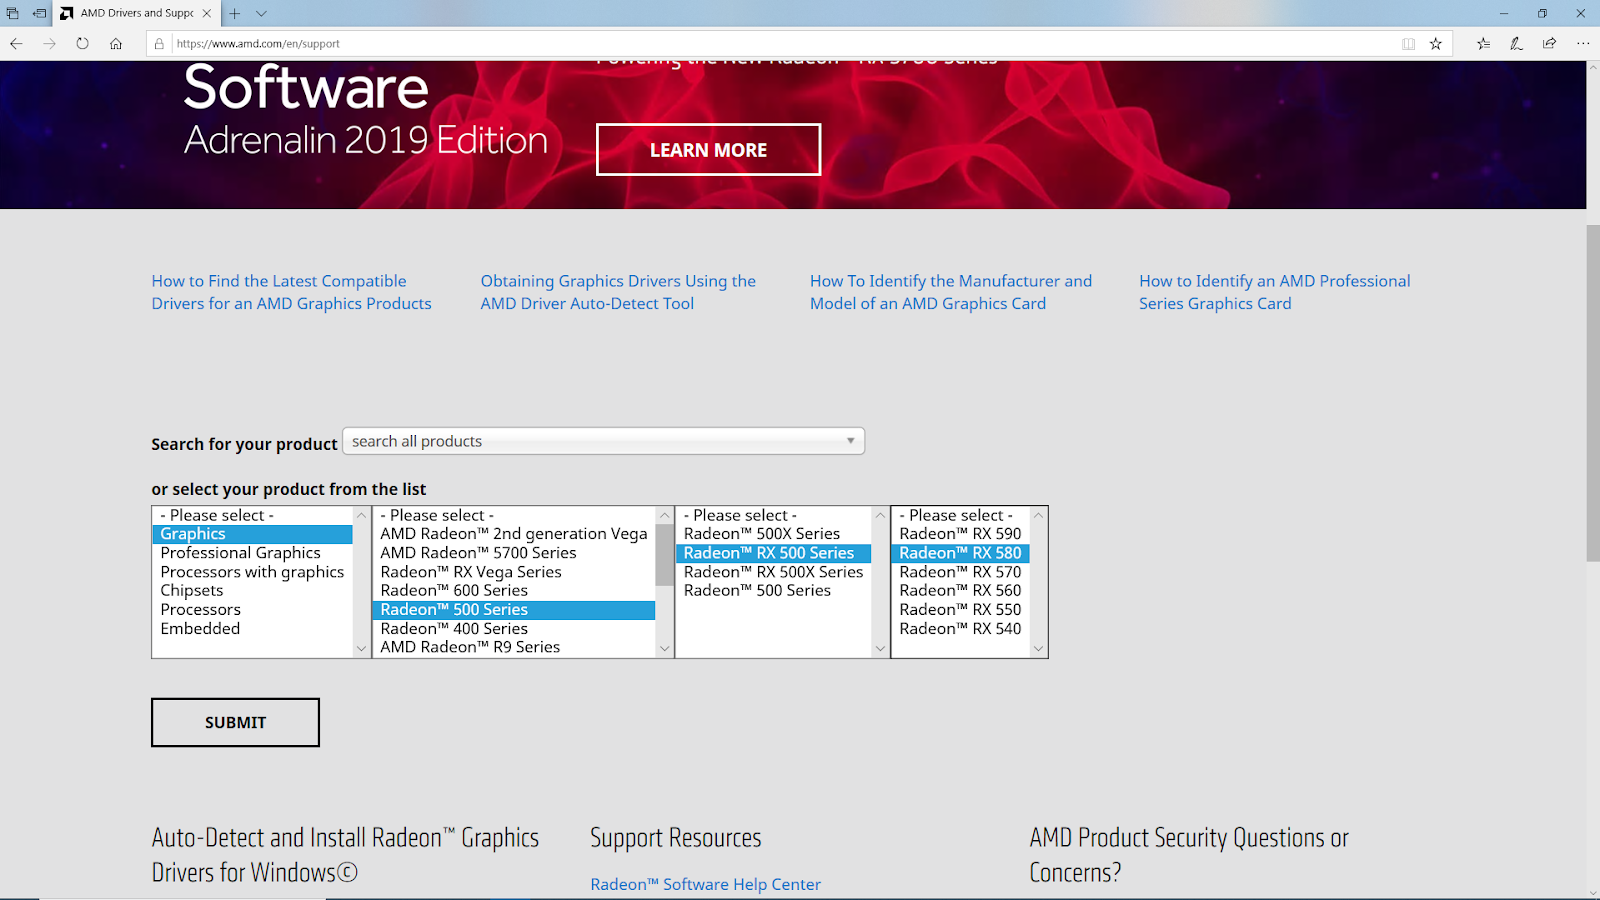 AMD Drivers and Suppo
https://www.amd.com/en/support
Powering the New Radeon™ RX 5700 Series
Software
Adrenalin 2019 Edition
LEARN MORE
How to Find the Latest Compatible
Drivers for an AMD Graphics Products
Obtaining Graphics Drivers Using the
AMD Driver Auto-Detect Tool
How To Identify the Manufacturer and
Model of an AMD Graphics Card
How to Identify an AMD Professional
Series Graphics Card
Search for your product
search all products
or select your product from the list
- Please select -
Graphics
Professional Graphics
Processors with graphics
Chipsets
Processors
Embedded
- Please select -
AMD Radeon™ 2nd generation Vega
AMD Radeon™ 5700 Series
Radeon™ RX Vega Series
Radeon™ 600 Series
Radeon™ 500 Series
Radeon™ 400 Series
AMD Radeon™ R9 Series
- Please select -
Radeon™ 500X Series
Radeon™ RX 500 Series
Radeon™ RX 500X Series
Radeon™ 500 Series
- Please select -
Radeon™ RX 590
Radeon™ RX 580
Radeon™ RX 570
Radeon™ RX 560
Radeon™ RX 550
Radeon™ RX 540
SUBMIT
Auto-Detect and Install Radeon™ Graphics
Drivers for Windows©
Support Resources
Radeon™ Software Help Center
AMD Product Security Questions or
Concerns?